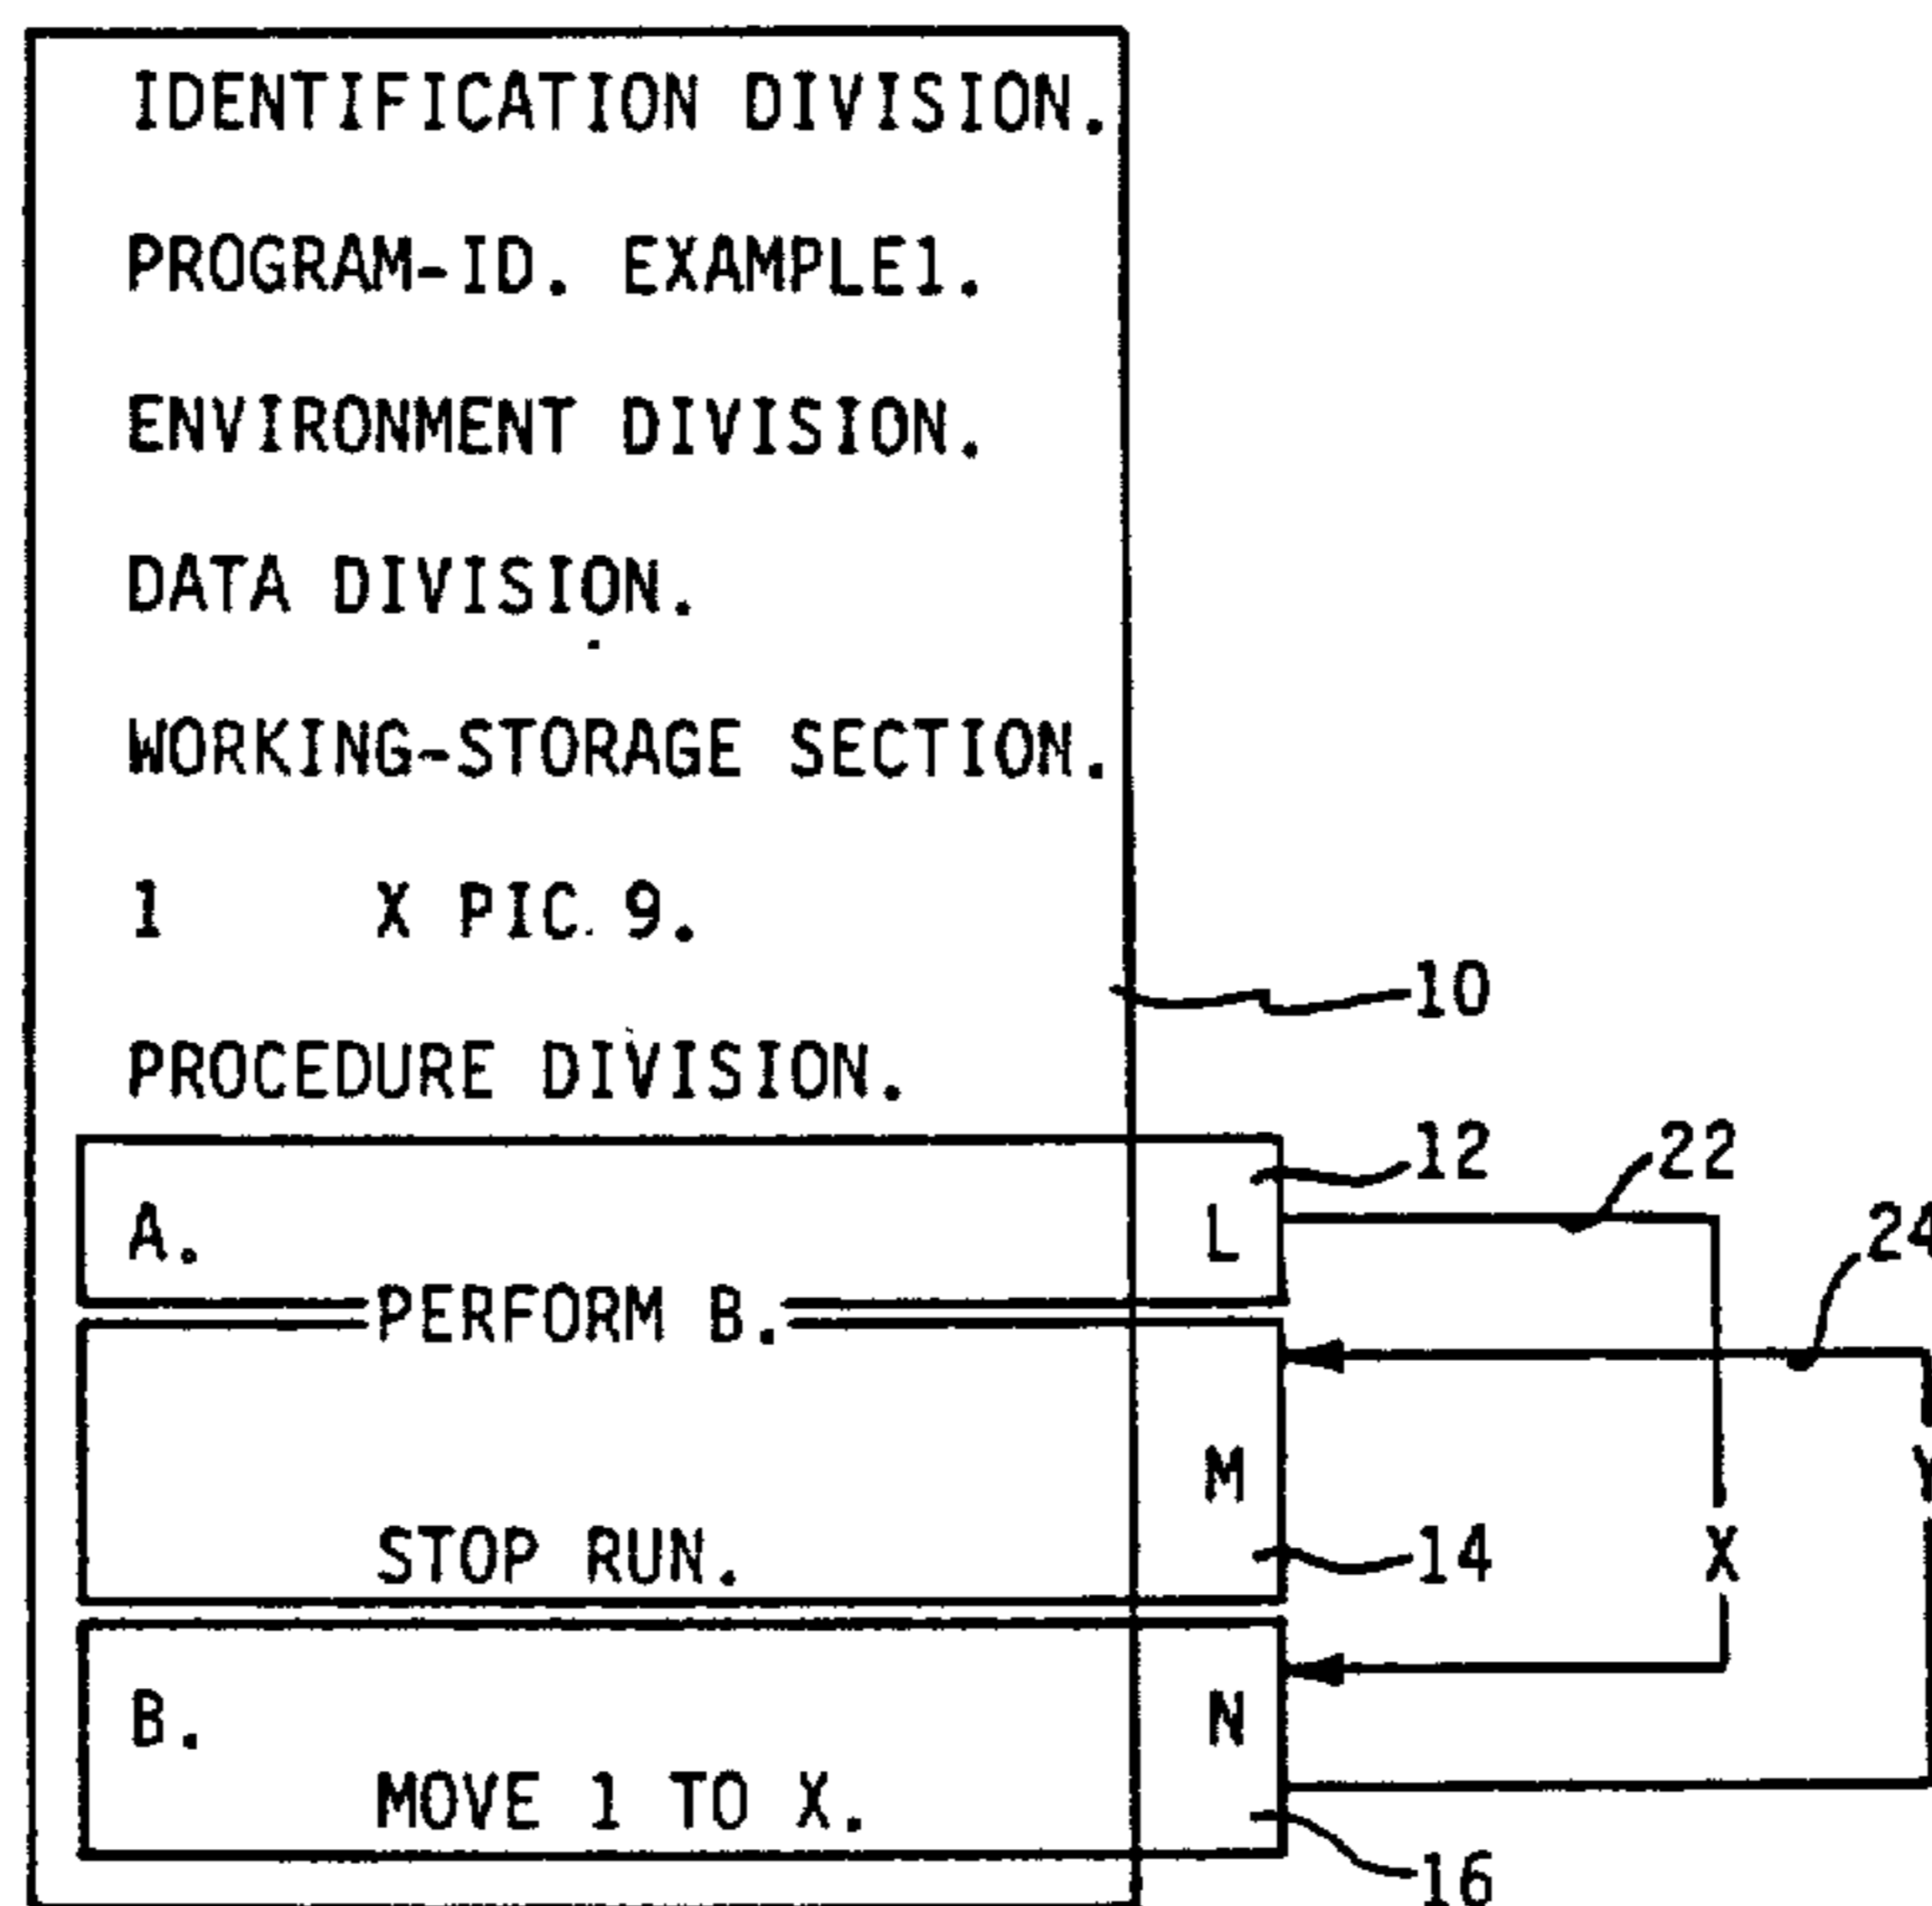 IDENTIFICATION DIVISION.
PROGRAM-ID. EXAMPLE1.
ENVIRONMENT DIVISION.
DATA DIVISION.
WORKING-STORAGE SECTION.
1 X PIC 9.
10
PROCEDURE DIVISION.
12
22
A.
L
24
PERFORM B.
M
STOP RUN.
14
X
B.
N
MOVE 1 TO X.
16